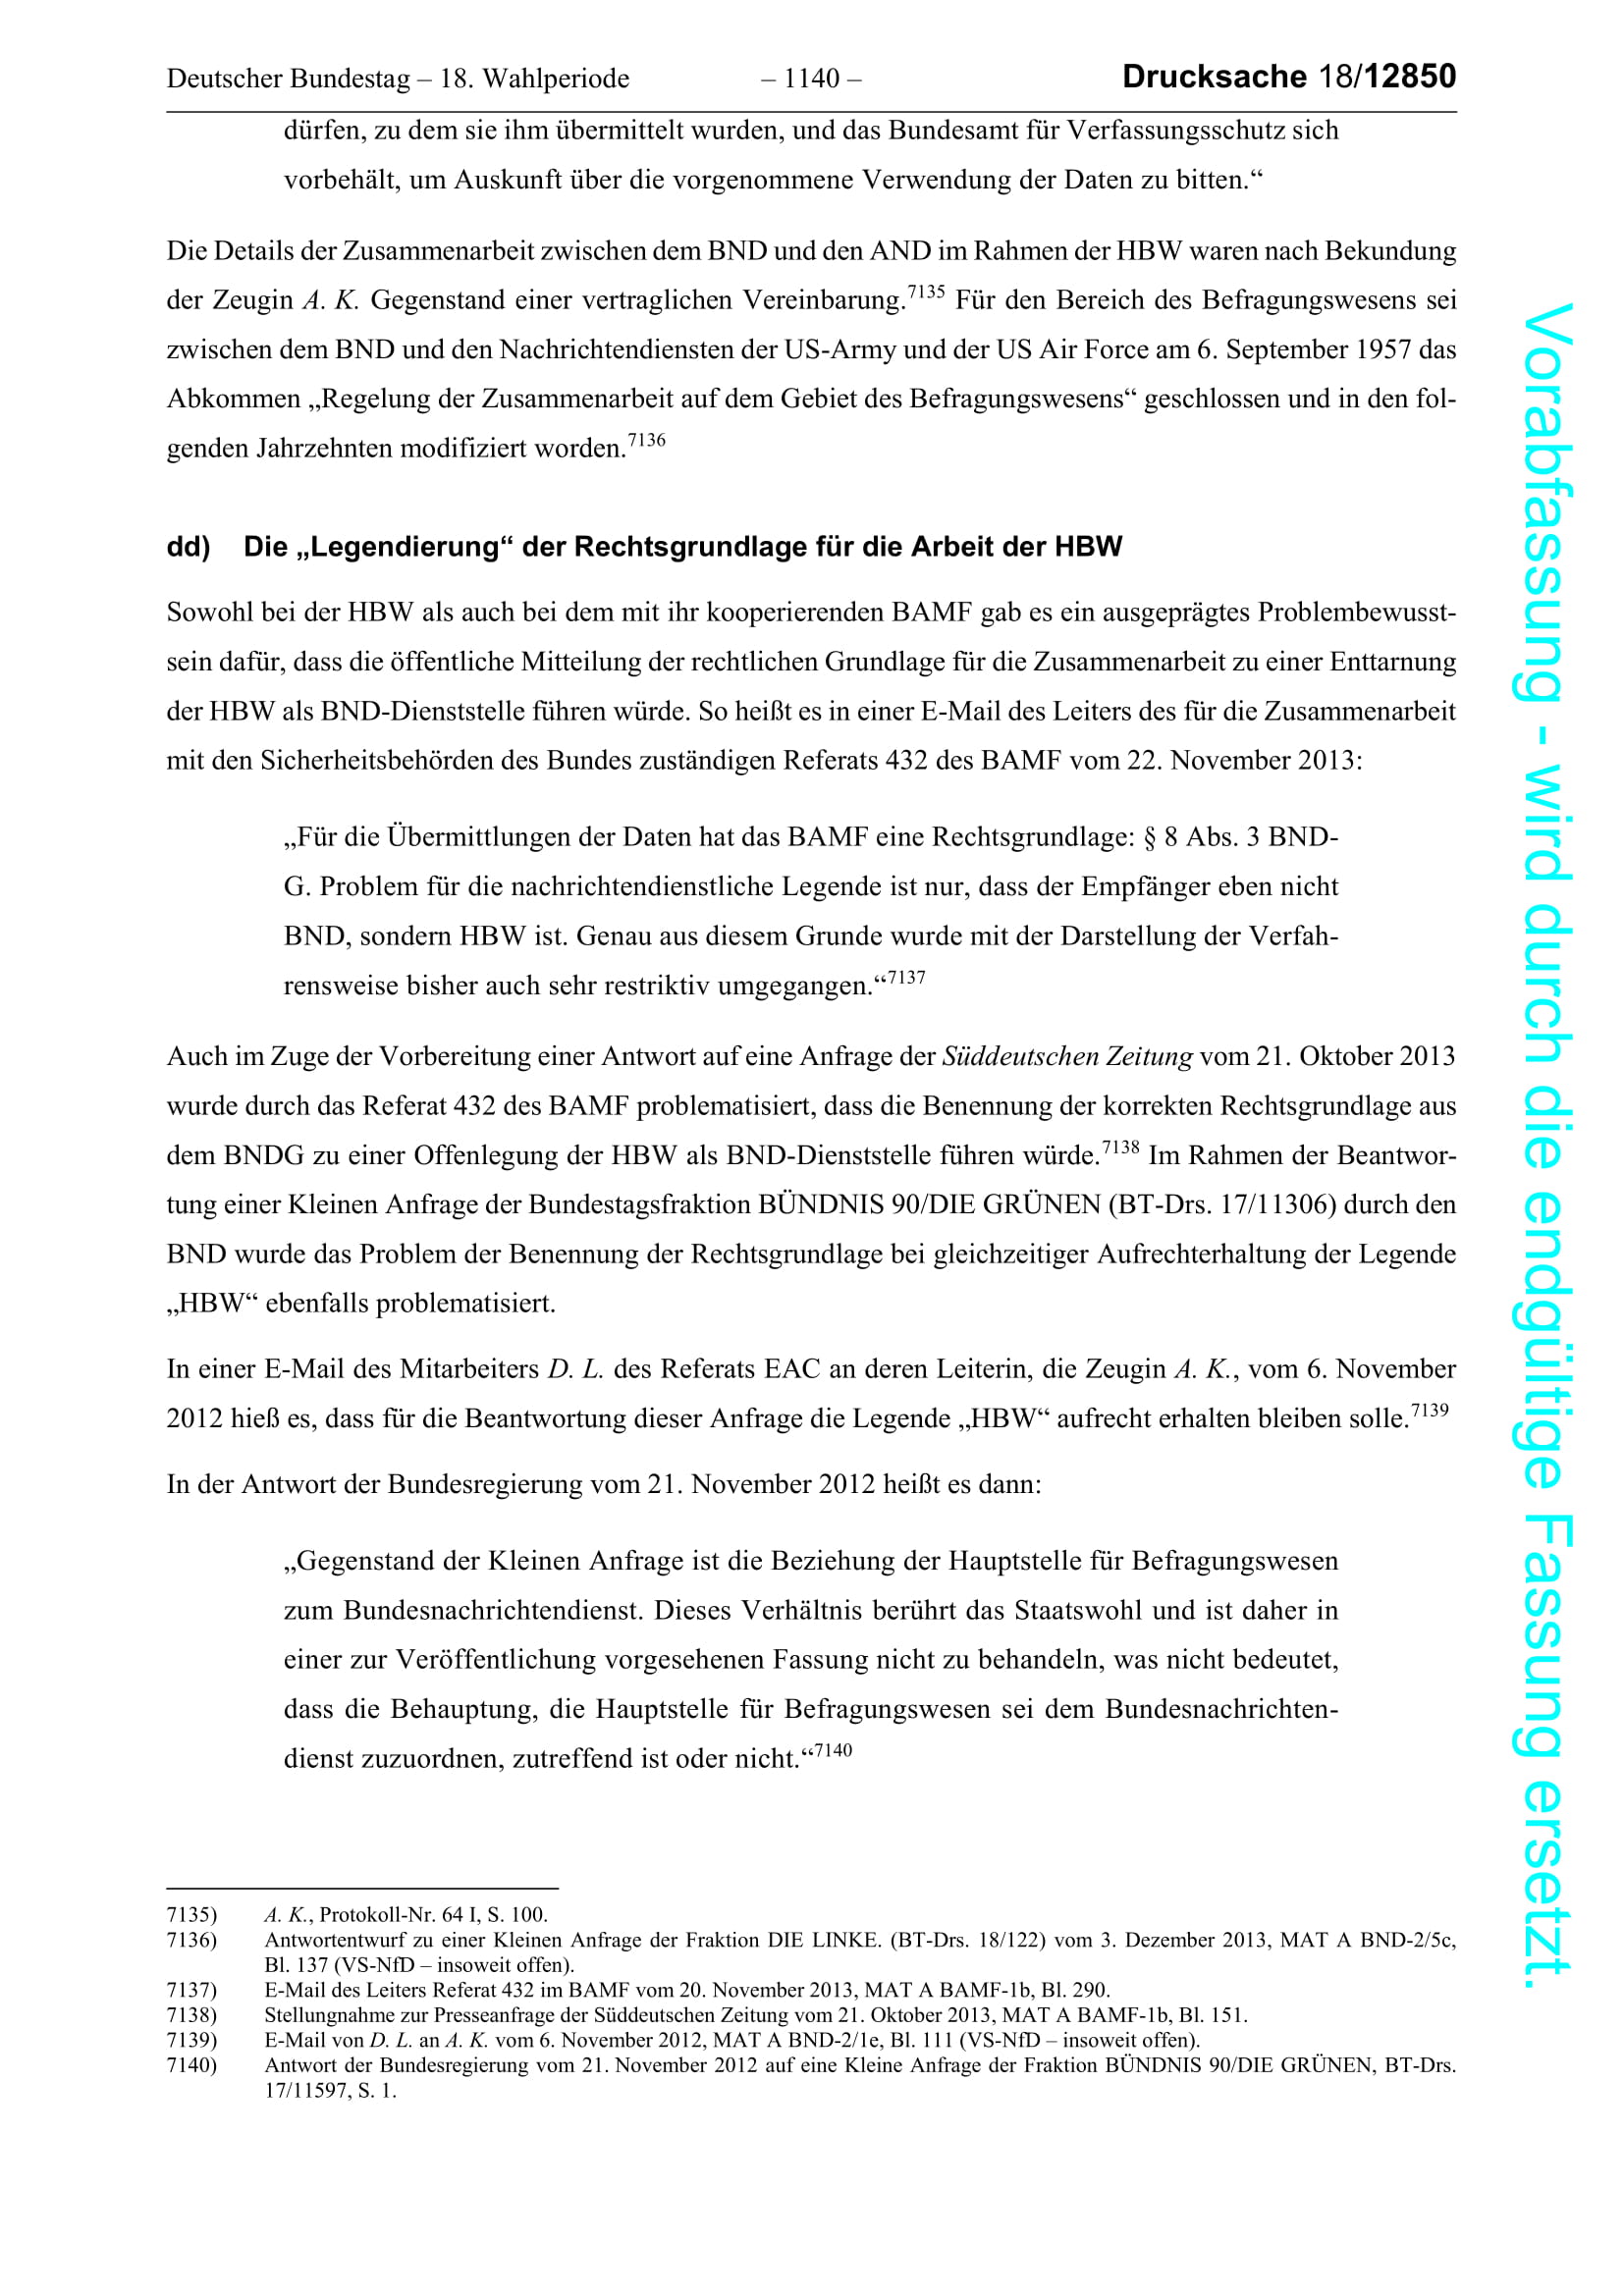 Deutscher Bundestag – 18. Wahlperiode – 1140 – Drucksache 18/12850
dürfen, zu dem sie ihm übermittelt wurden, und das Bundesamt für Verfassungsschutz sich
vorbehält, um Auskunft über die vorgenommene Verwendung der Daten zu bitten.“
Die Details der Zusammenarbeit zwischen dem BND und den AND im Rahmen der HBW waren nach Bekundung
der Zeugin A. K. Gegenstand einer vertraglichen Vereinbarung.7135 Für den Bereich des Befragungswesens sei
zwischen dem BND und den Nachrichtendiensten der US-Army und der US Air Force am 6. September 1957 das
Abkommen „Regelung der Zusammenarbeit auf dem Gebiet des Befragungswesens“ geschlossen und in den fol-
genden Jahrzehnten modifiziert worden.7136
dd) Die „Legendierung“ der Rechtsgrundlage für die Arbeit der HBW
Sowohl bei der HBW als auch bei dem mit ihr kooperierenden BAMF gab es ein ausgeprägtes Problembewusst-
sein dafür, dass die öffentliche Mitteilung der rechtlichen Grundlage für die Zusammenarbeit zu einer Enttarnung
der HBW als BND-Dienststelle führen würde. So heißt es in einer E-Mail des Leiters des für die Zusammenarbeit
mit den Sicherheitsbehörden des Bundes zuständigen Referats 432 des BAMF vom 22. November 2013:
„Für die Übermittlungen der Daten hat das BAMF eine Rechtsgrundlage: § 8 Abs. 3 BND-
G. Problem für die nachrichtendienstliche Legende ist nur, dass der Empfänger eben nicht
BND, sondern HBW ist. Genau aus diesem Grunde wurde mit der Darstellung der Verfah-
rensweise bisher auch sehr restriktiv umgegangen.“7137
Auch im Zuge der Vorbereitung einer Antwort auf eine Anfrage der Süddeutschen Zeitung vom 21. Oktober 2013
wurde durch das Referat 432 des BAMF problematisiert, dass die Benennung der korrekten Rechtsgrundlage aus
dem BNDG zu einer Offenlegung der HBW als BND-Dienststelle führen würde.7138 Im Rahmen der Beantwor-
tung einer Kleinen Anfrage der Bundestagsfraktion BÜNDNIS 90/DIE GRÜNEN (BT-Drs. 17/11306) durch den
BND wurde das Problem der Benennung der Rechtsgrundlage bei gleichzeitiger Aufrechterhaltung der Legende
„HBW“ ebenfalls problematisiert.
In einer E-Mail des Mitarbeiters D. L. des Referats EAC an deren Leiterin, die Zeugin A. K., vom 6. November
2012 hieß es, dass für die Beantwortung dieser Anfrage die Legende „HBW“ aufrecht erhalten bleiben solle.7139
In der Antwort der Bundesregierung vom 21. November 2012 heißt es dann:
„Gegenstand der Kleinen Anfrage ist die Beziehung der Hauptstelle für Befragungswesen
zum Bundesnachrichtendienst. Dieses Verhältnis berührt das Staatswohl und ist daher in
einer zur Veröffentlichung vorgesehenen Fassung nicht zu behandeln, was nicht bedeutet,
dass die Behauptung, die Hauptstelle für Befragungswesen sei dem Bundesnachrichten-
dienst zuzuordnen, zutreffend ist oder nicht.“7140
7135) A. K., Protokoll-Nr. 64 I, S. 100.
7136) Antwortentwurf zu einer Kleinen Anfrage der Fraktion DIE LINKE. (BT-Drs. 18/122) vom 3. Dezember 2013, MAT A BND-2/5c,
Bl. 137 (VS-NfD – insoweit offen).
7137) E-Mail des Leiters Referat 432 im BAMF vom 20. November 2013, MAT A BAMF-1b, Bl. 290.
7138) Stellungnahme zur Presseanfrage der Süddeutschen Zeitung vom 21. Oktober 2013, MAT A BAMF-1b, Bl. 151.
7139) E-Mail von D. L. an A. K. vom 6. November 2012, MAT A BND-2/1e, Bl. 111 (VS-NfD – insoweit offen).
7140) Antwort der Bundesregierung vom 21. November 2012 auf eine Kleine Anfrage der Fraktion BÜNDNIS 90/DIE GRÜNEN, BT-Drs.
17/11597, S. 1.
Vorabfassung - wird durch die endgültige Fassung ersetzt.